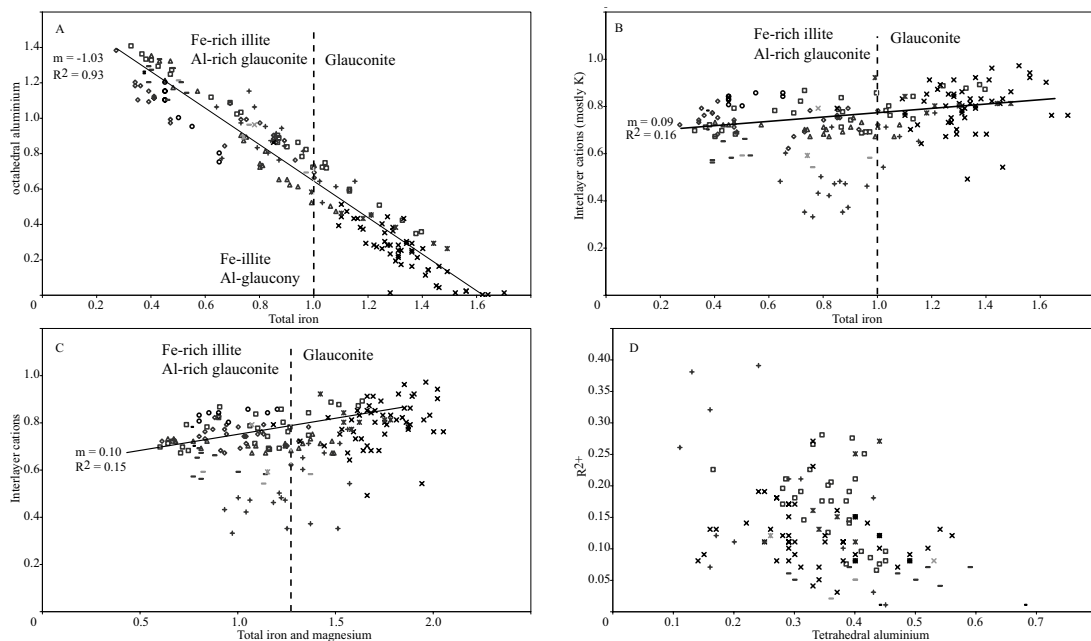 A
Fe-rich illite
Al-rich glauconite
Glauconite
m = -1.03
R2 = 0.93
Fe-illite
Al-glaucony
octahedral aluminium
1.4
1.2
1.0
0.8
0.6
0.4
0.2
0
0.2
0.4
0.6
0.8
1.0
1.2
1.4
1.6
Total iron
B
Fe-rich illite
Al-rich glauconite
Glauconite
m = 0.09
R2 = 0.16
Interlayer cations (mostly K)
1.0
0.8
0.6
0.4
0.2
0
0.2
0.4
0.6
0.8
1.0
1.2
1.4
1.6
Total iron
C
Fe-rich illite
Al-rich glauconite
Glauconite
m = 0.10
R2 = 0.15
Interlayer cations
1.0
0.8
0.6
0.4
0.2
0
0.5
1.0
1.5
2.0
Total iron and magnesium
D
R2+
0.40
0.35
0.30
0.25
0.20
0.15
0.10
0.05
0
0.1
0.2
0.3
0.4
0.5
0.6
0.7
Tetrahedral aluminium